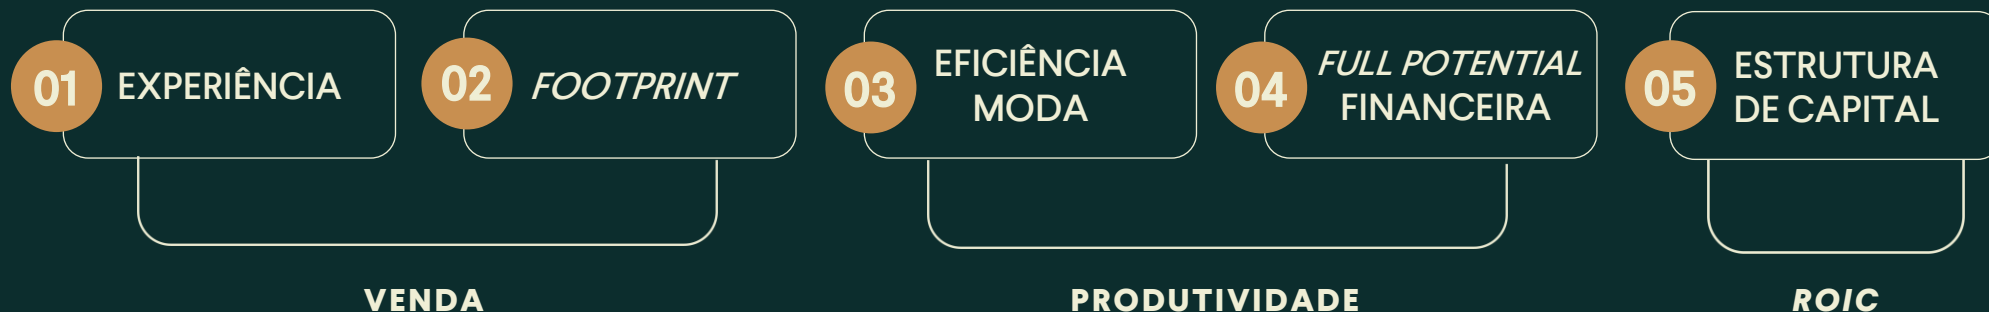 01 EXPERIÊNCIA
02 FOOTPRINT
03 EFICIÊNCIA
MODA
04 FULL POTENTIAL
FINANCEIRA
05 ESTRUTURA
DE CAPITAL
VENDA
PRODUTIVIDADE
ROIC